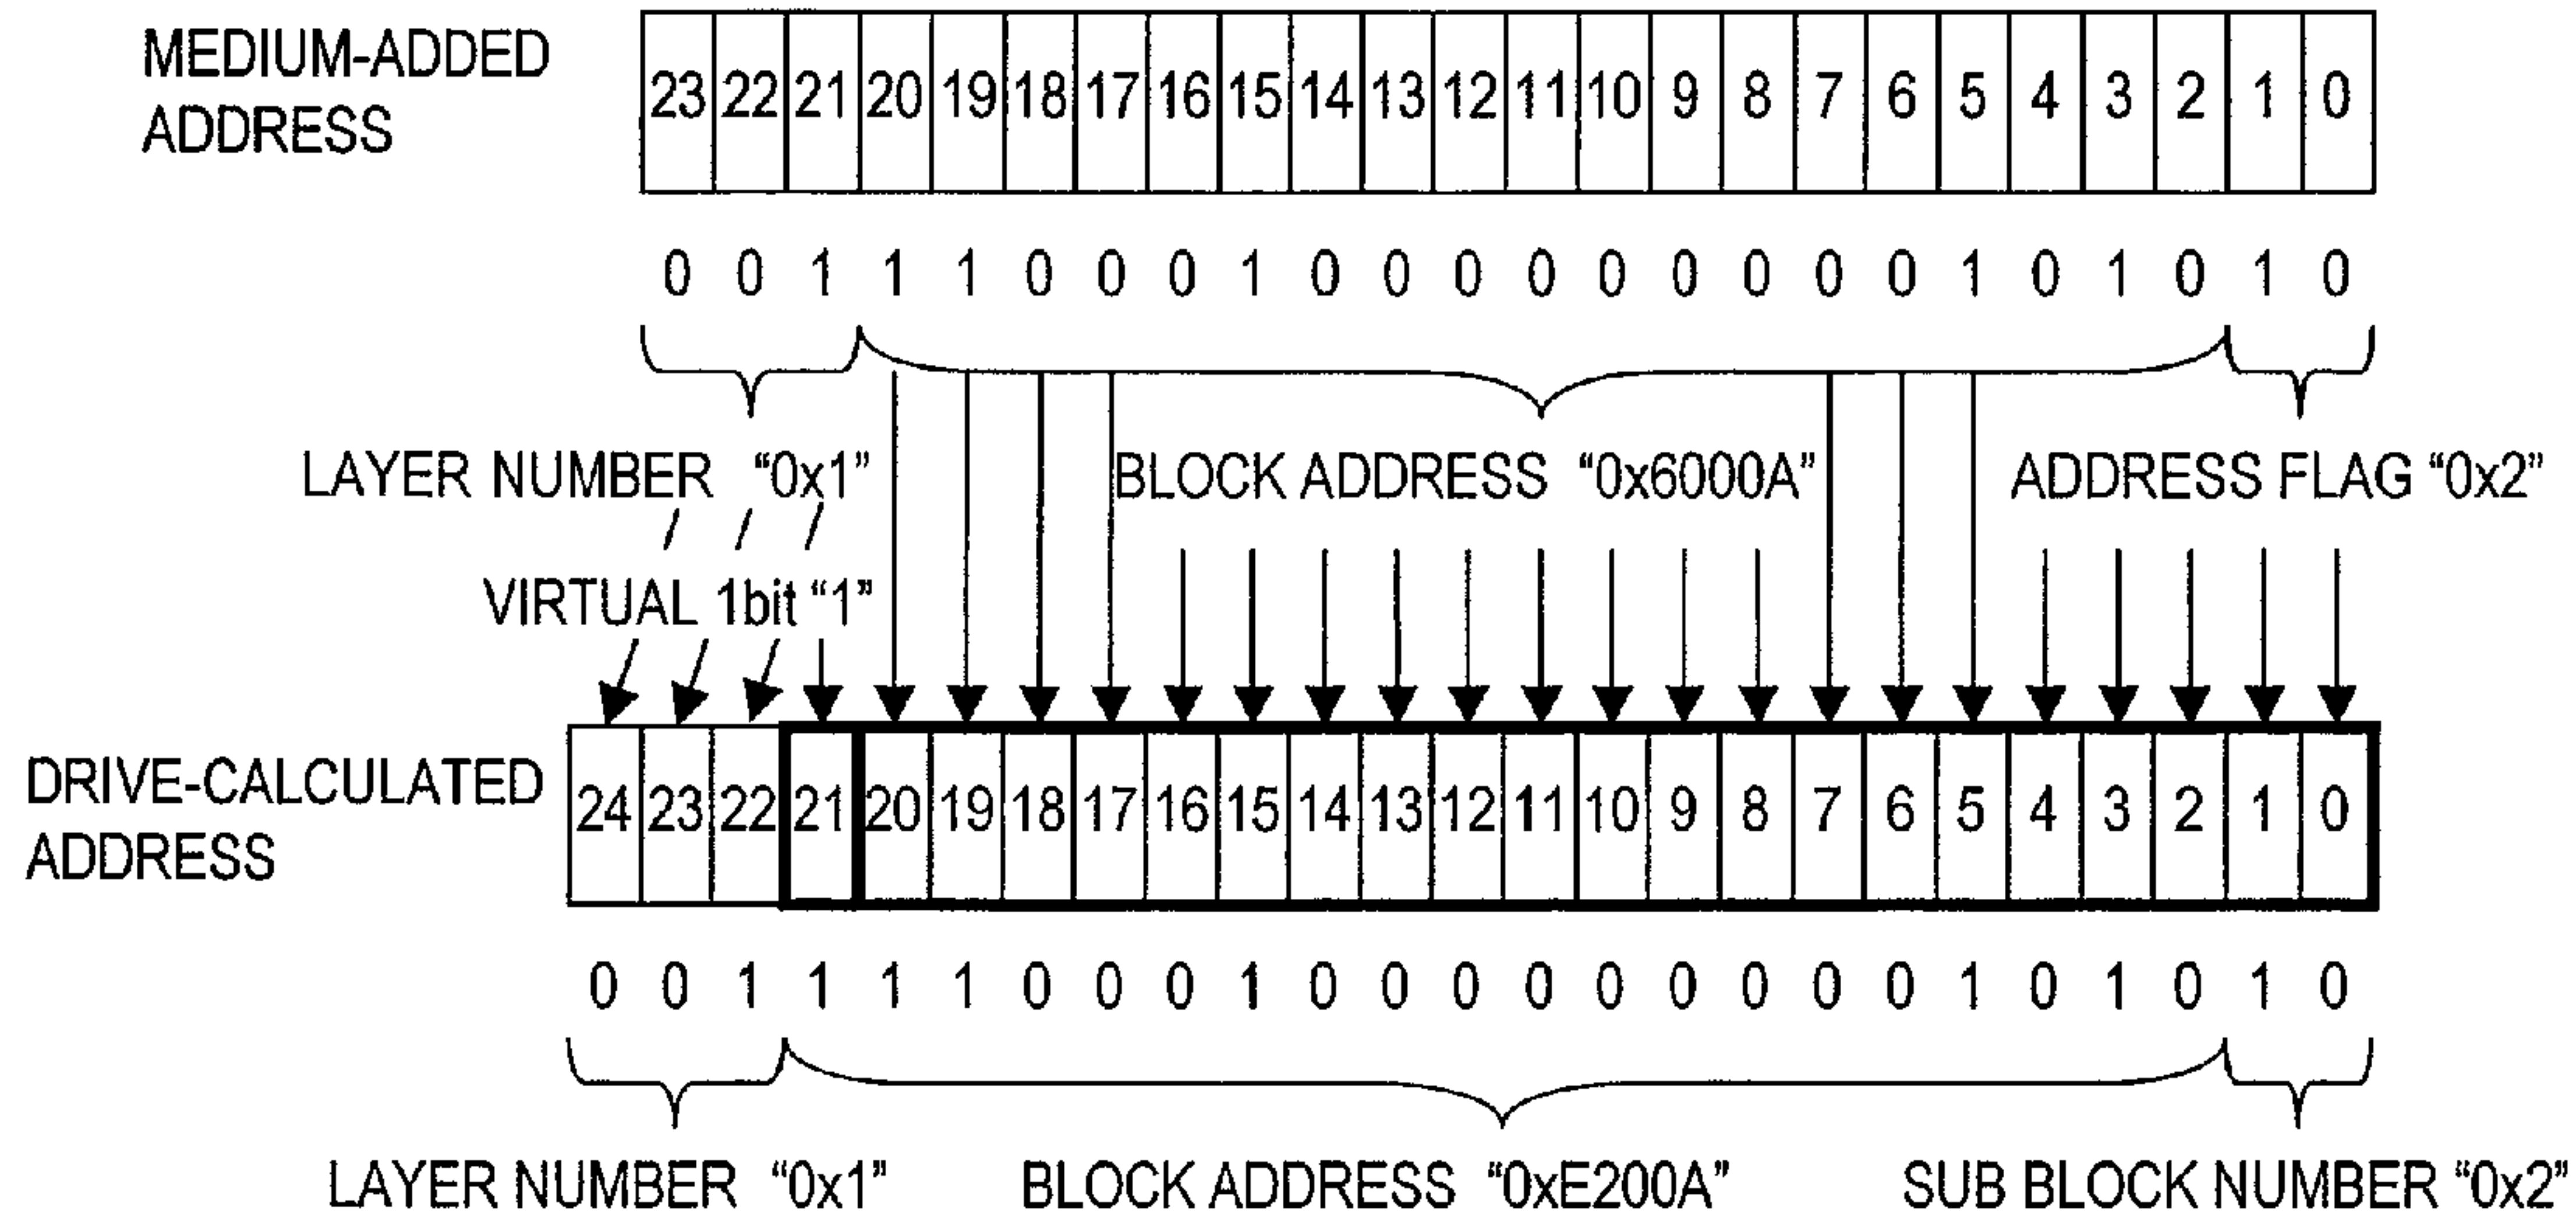 MEDIUM-ADDED
ADDRESS
23 22 21 20 19 18 17 16 15 14 13 12 11 10 9 8 7 6 5 4 3 2 1 0
0 0 1 1 1 0 0 0 1 0 0 0 0 0 0 0 0 0 1 0 1 0 1 0
LAYER NUMBER "0x1" BLOCK ADDRESS "0x6000A" ADDRESS FLAG "0x2"
VIRTUAL 1bit "1"
DRIVE-CALCULATED
ADDRESS
24 23 22 21 20 19 18 17 16 15 14 13 12 11 10 9 8 7 6 5 4 3 2 1 0
0 0 1 1 1 1 0 0 0 1 0 0 0 0 0 0 0 0 0 1 0 1 0 1 0
LAYER NUMBER "0x1" BLOCK ADDRESS "0xE200A" SUB BLOCK NUMBER "0x2"